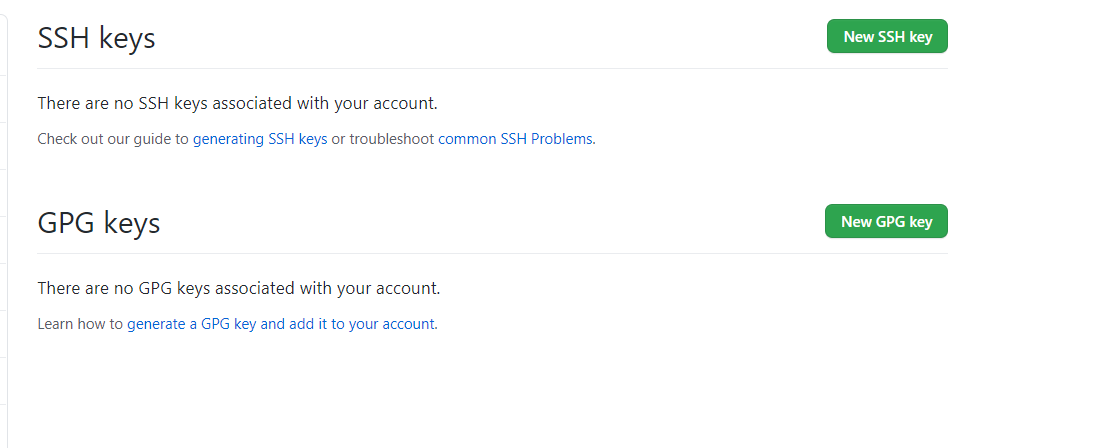 SSH keys
New SSH key
There are no SSH keys associated with your account.
Check out our guide to generating SSH keys or troubleshoot common SSH Problems.
GPG keys
New GPG key
There are no GPG keys associated with your account.
Learn how to generate a GPG key and add it to your account.